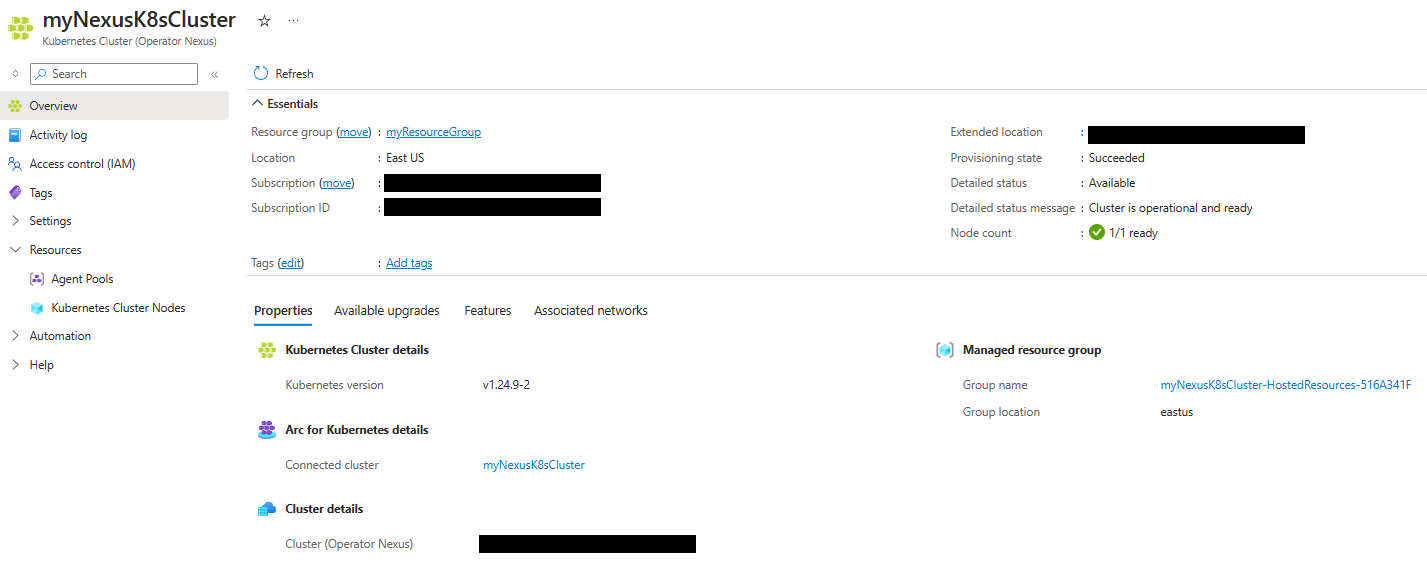 myNexusK8sCluster ☆ ···
Kubernetes Cluster (Operator Nexus)
Search «
Overview
Activity log
Access control (IAM)
Tags
Settings
Resources
Agent Pools
Kubernetes Cluster Nodes
Automation
Help
Refresh
Essentials
Resource group (move) : myResourceGroup
Location : East US
Subscription (move) :
Subscription ID :
Tags (edit) : Add tags
Extended location :
Provisioning state : Succeeded
Detailed status : Available
Detailed status message : Cluster is operational and ready
Node count : 1/1 ready
Properties Available upgrades Features Associated networks
Kubernetes Cluster details
Kubernetes version v1.24.9-2
Arc for Kubernetes details
Connected cluster myNexusK8sCluster
Cluster details
Cluster (Operator Nexus)
Managed resource group
Group name myNexusK8sCluster-HostedResources-516A341F
Group location eastus